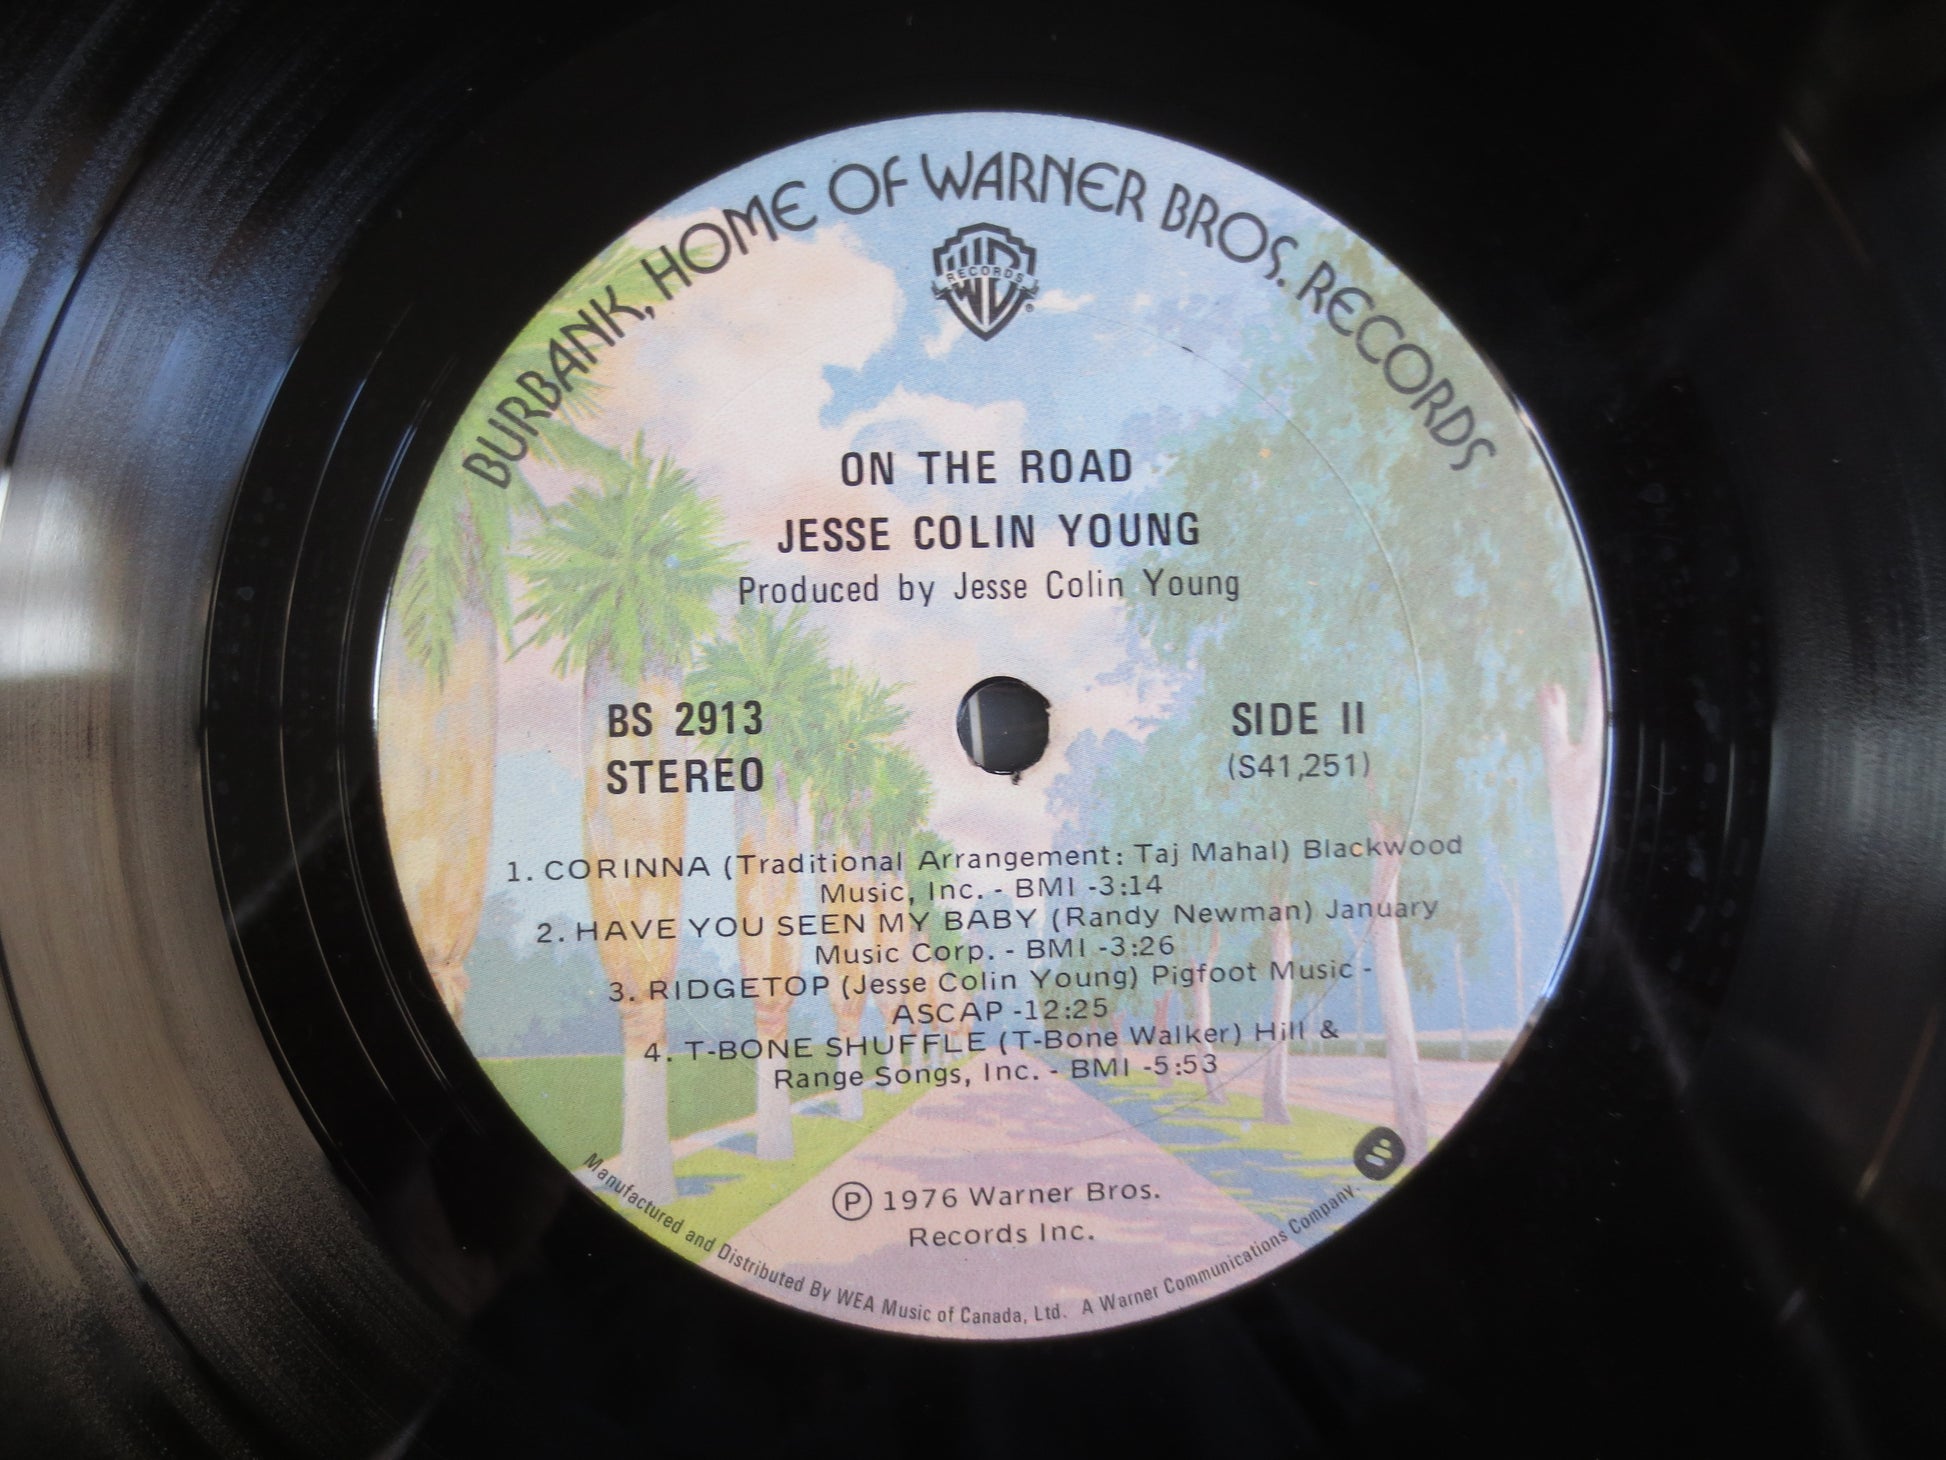 BURBANK, HOME OF WARNER BROS. RECORDS
RECORDS
ON THE ROAD
JESSE COLIN YOUNG
Produced by Jesse Colin Young
BS 2913
STEREO
SIDE II
(S41,251)
1. CORINNA (Traditional Arrangement: Taj Mahal) Blackwood
Music, Inc. - BMI -3:14
2. HAVE YOU SEEN MY BABY (Randy Newman) January
Music Corp. - BMI -3:26
3. RIDGETOP (Jesse Colin Young) Pigfoot Music -
ASCAP -12:25
4. T-BONE SHUFFLE (T-Bone Walker) Hill &
Range Songs, Inc. - BMI -5:53
Ⓟ 1976 Warner Bros.
Records Inc.
Manufactured and Distributed By WEA Music of Canada, Ltd. A Warner Communications Company.